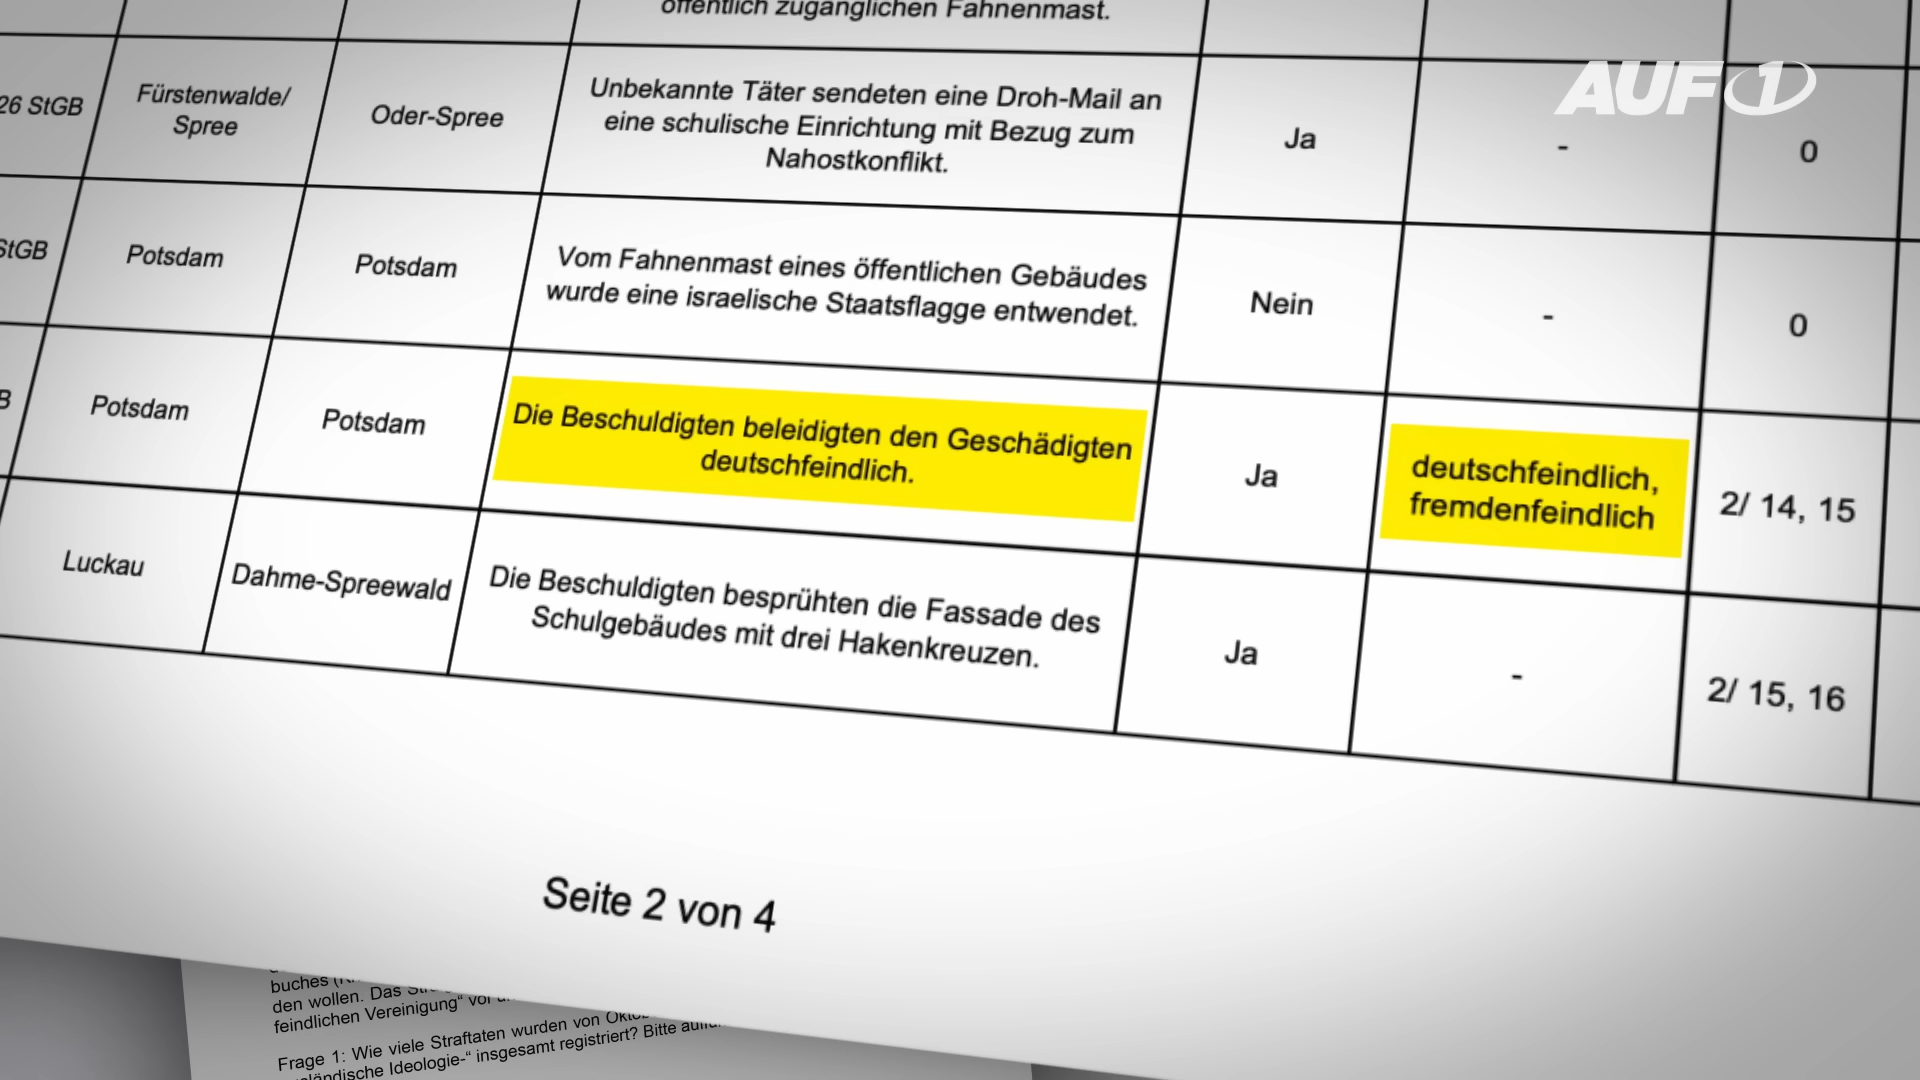 öffentlich zugänglichen Fahnenmast.
AUF1
26 StGB
Fürstenwalde/
Spree
Oder-Spree
Unbekannte Täter sendeten eine Droh-Mail an
eine schulische Einrichtung mit Bezug zum
Nahostkonflikt.
Ja
-
0
StGB
Potsdam
Potsdam
Vom Fahnenmast eines öffentlichen Gebäudes
wurde eine israelische Staatsflagge entwendet.
Nein
-
0
B
Potsdam
Potsdam
Die Beschuldigten beleidigten den Geschädigten
deutschfeindlich.
Ja
deutschfeindlich,
fremdenfeindlich
2/ 14, 15
Luckau
Dahme-Spreewald
Die Beschuldigten besprühten die Fassade des
Schulgebäudes mit drei Hakenkreuzen.
Ja
-
2/ 15, 16
Seite 2 von 4
buches
den wollen. Das
feindlichen Vereinigung“ vor
Frage 1: Wie viele Straftaten wurden von
ländische Ideologie-“ insgesamt registriert? Bitte